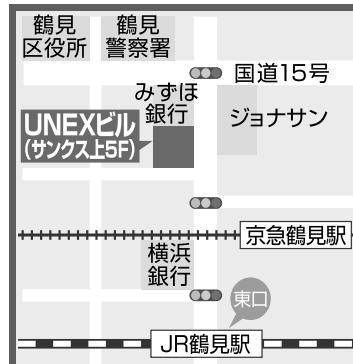 鶴見
区役所
鶴見
警察署
国道15号
みずほ
銀行
ジョナサン
UNEXビル
(サンクス上5F)
京急鶴見駅
横浜
銀行
東口
JR鶴見駅